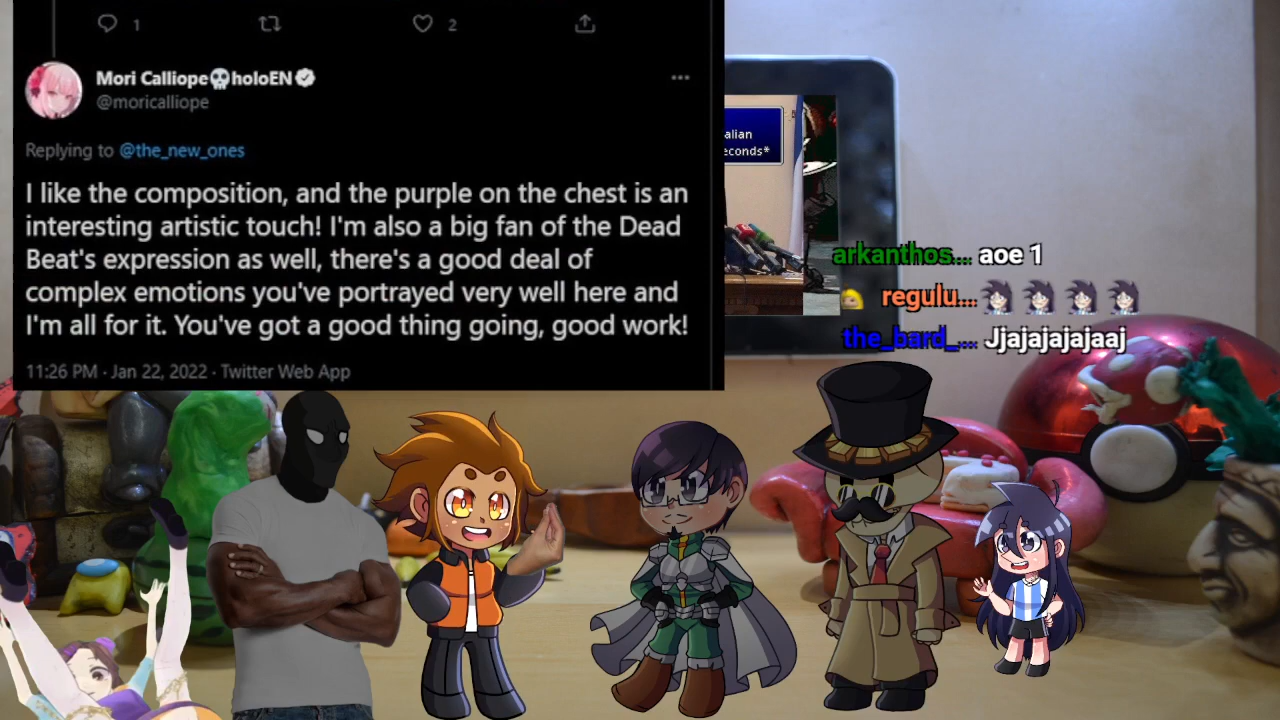 1 2
Mori Calliope💀holoEN
@moricalliope
Replying to @the_new_ones
I like the composition, and the purple on the chest is an
interesting artistic touch! I'm also a big fan of the Dead
Beat's expression as well, there's a good deal of
complex emotions you've portrayed very well here and
I'm all for it. You've got a good thing going, good work!
11:26 PM · Jan 22, 2022 · Twitter Web App
alian
econds*
arkanthos... aoe 1
regulu...
the_bard_... Jjajajajajaaj